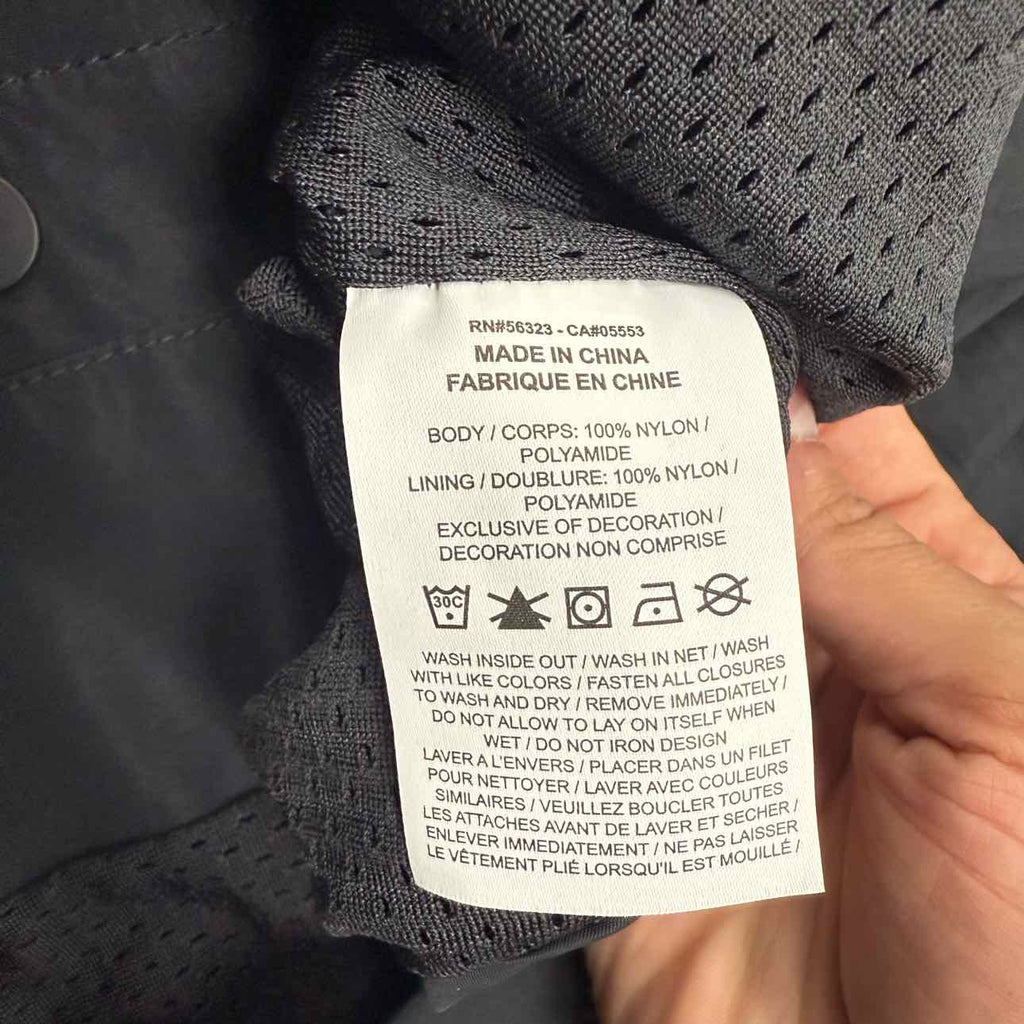 RN#56323 - CA#05553
MADE IN CHINA
FABRIQUE EN CHINE
BODY / CORPS: 100% NYLON /
POLYAMIDE
LINING / DOUBLURE: 100% NYLON /
POLYAMIDE
EXCLUSIVE OF DECORATION /
DECORATION NON COMPRISE
30C
WASH INSIDE OUT / WASH IN NET / WASH
WITH LIKE COLORS / FASTEN ALL CLOSURES
TO WASH AND DRY / REMOVE IMMEDIATELY /
DO NOT ALLOW TO LAY ON ITSELF WHEN
WET / DO NOT IRON DESIGN
LAVER A L'ENVERS / PLACER DANS UN FILET
POUR NETTOYER / LAVER AVEC COULEURS
SIMILAIRES / VEUILLEZ BOUCLER TOUTES
LES ATTACHES AVANT DE LAVER ET SECHER /
ENLEVER IMMEDIATEMENT / NE PAS LAISSER
LE VÊTEMENT PLIÉ LORSQU'IL EST MOUILLÉ /